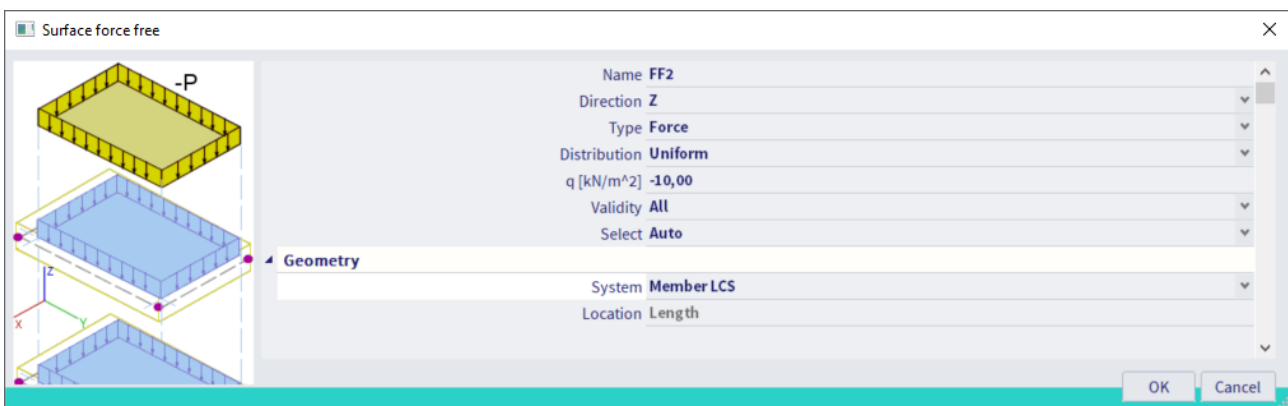 Surface force free
-P
Name FF2
Direction Z
Type Force
Distribution Uniform
q [kN/m^2] -10,00
Validity All
Select Auto
Geometry
System Member LCS
Location Length
Z
X
Y
OK Cancel